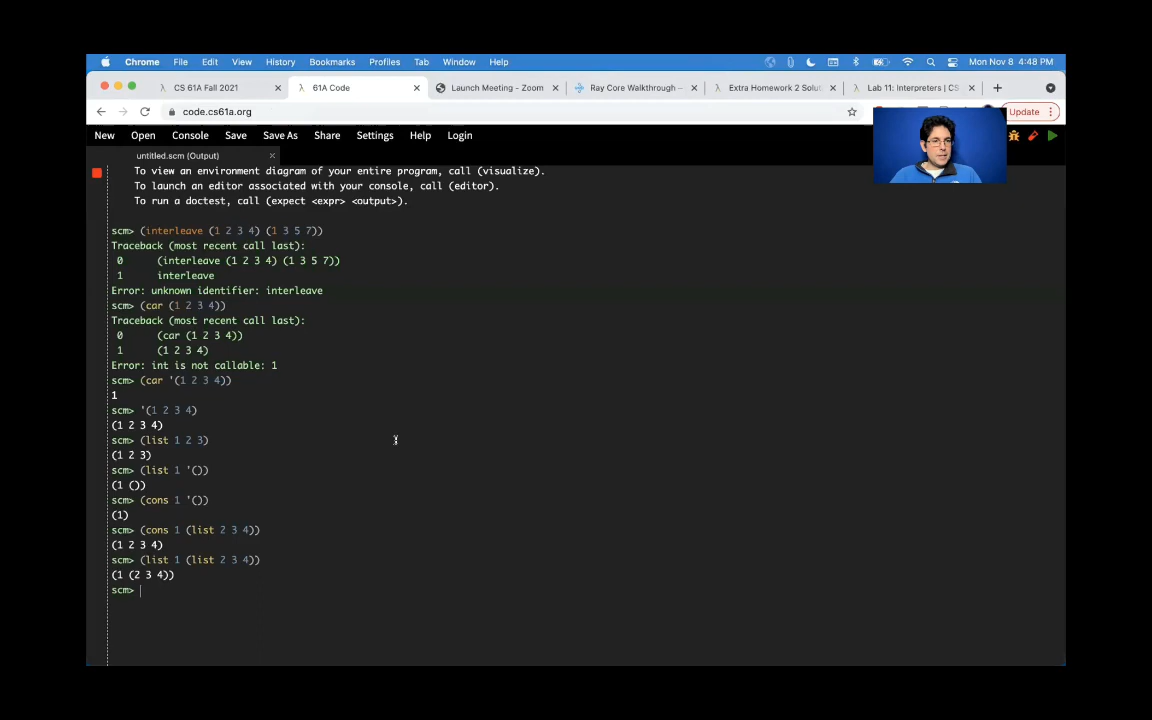 Chrome File Edit View History Bookmarks Profiles Tab Window Help Mon Nov 8 4:48 PM
CS 61A Fall 2021 61A Code Launch Meeting - Zoom Ray Core Walkthrough — Extra Homework 2 Solut Lab 11: Interpreters | CS
code.cs61a.org Update
New Open Console Save Save As Share Settings Help Login
untitled.scm (Output)
To view an environment diagram of your entire program, call (visualize).
To launch an editor associated with your console, call (editor).
To run a doctest, call (expect <expr> <output>).
scm> (interleave (1 2 3 4) (1 3 5 7))
Traceback (most recent call last):
0 (interleave (1 2 3 4) (1 3 5 7))
1 interleave
Error: unknown identifier: interleave
scm> (car (1 2 3 4))
Traceback (most recent call last):
0 (car (1 2 3 4))
1 (1 2 3 4)
Error: int is not callable: 1
scm> (car '(1 2 3 4))
1
scm> '(1 2 3 4)
(1 2 3 4)
scm> (list 1 2 3)
(1 2 3)
scm> (list 1 '())
(1 ())
scm> (cons 1 '())
(1)
scm> (cons 1 (list 2 3 4))
(1 2 3 4)
scm> (list 1 (list 2 3 4))
(1 (2 3 4))
scm>